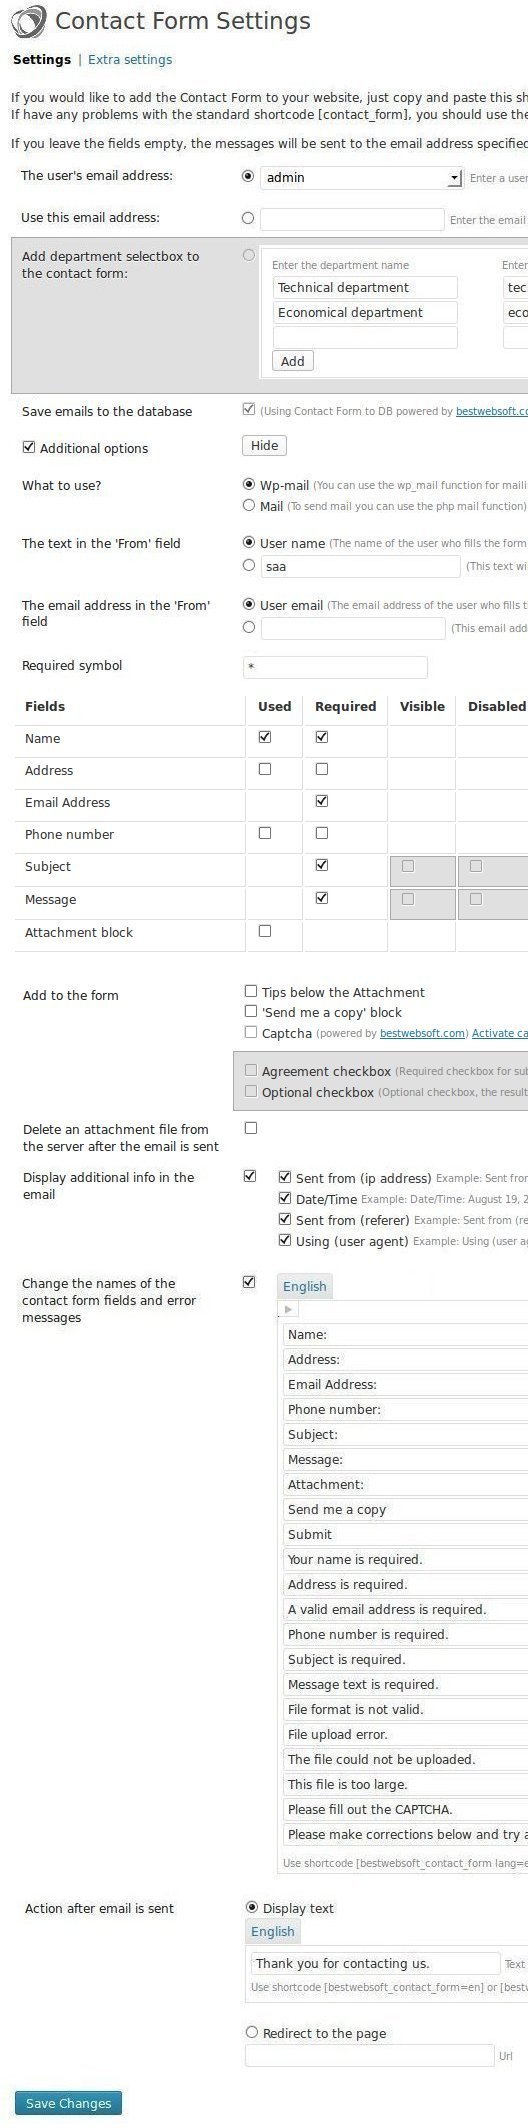 Contact Form Settings
Settings | Extra settings
If you would like to add the Contact Form to your website, just copy and paste this
If have any problems with the standard shortcode [contact_form], you should use the
If you leave the fields empty, the messages will be sent to the email address specified
The user's email address: admin Enter a user
Use this email address: Enter the email
Add department selectbox to
the contact form:
Enter the department name Enter
Technical department tec
Economical department eco
Add
Save emails to the database (Using Contact Form to DB powered by bestwebsoft.co
Additional options Hide
What to use? Wp-mail (You can use the wp_mail function for maili
Mail (To send mail you can use the php mail function)
The text in the 'From' field User name (The name of the user who fills the form
saa (This text wi
The email address in the 'From'
field
User email (The email address of the user who fills t
(This email add
Required symbol *
Fields Used Required Visible Disabled
Name
Address
Email Address
Phone number
Subject
Message
Attachment block
Add to the form Tips below the Attachment
'Send me a copy' block
Captcha (powered by bestwebsoft.com) Activate ca
Agreement checkbox (Required checkbox for sub
Optional checkbox (Optional checkbox, the result
Delete an attachment file from
the server after the email is sent
Display additional info in the
email
Sent from (ip address) Example: Sent fror
Date/Time Example: Date/Time: August 19, 2
Sent from (referer) Example: Sent from (re
Using (user agent) Example: Using (user ag
Change the names of the
contact form fields and error
messages
English
Name:
Address:
Email Address:
Phone number:
Subject:
Message:
Attachment:
Send me a copy
Submit
Your name is required.
Address is required.
A valid email address is required.
Phone number is required.
Subject is required.
Message text is required.
File format is not valid.
File upload error.
The file could not be uploaded.
This file is too large.
Please fill out the CAPTCHA.
Please make corrections below and try a
Use shortcode [bestwebsoft_contact_form lang=e
Action after email is sent Display text
English
Thank you for contacting us. Text
Use shortcode [bestwebsoft_contact_form=en] or [bestw
Redirect to the page
Url
Save Changes